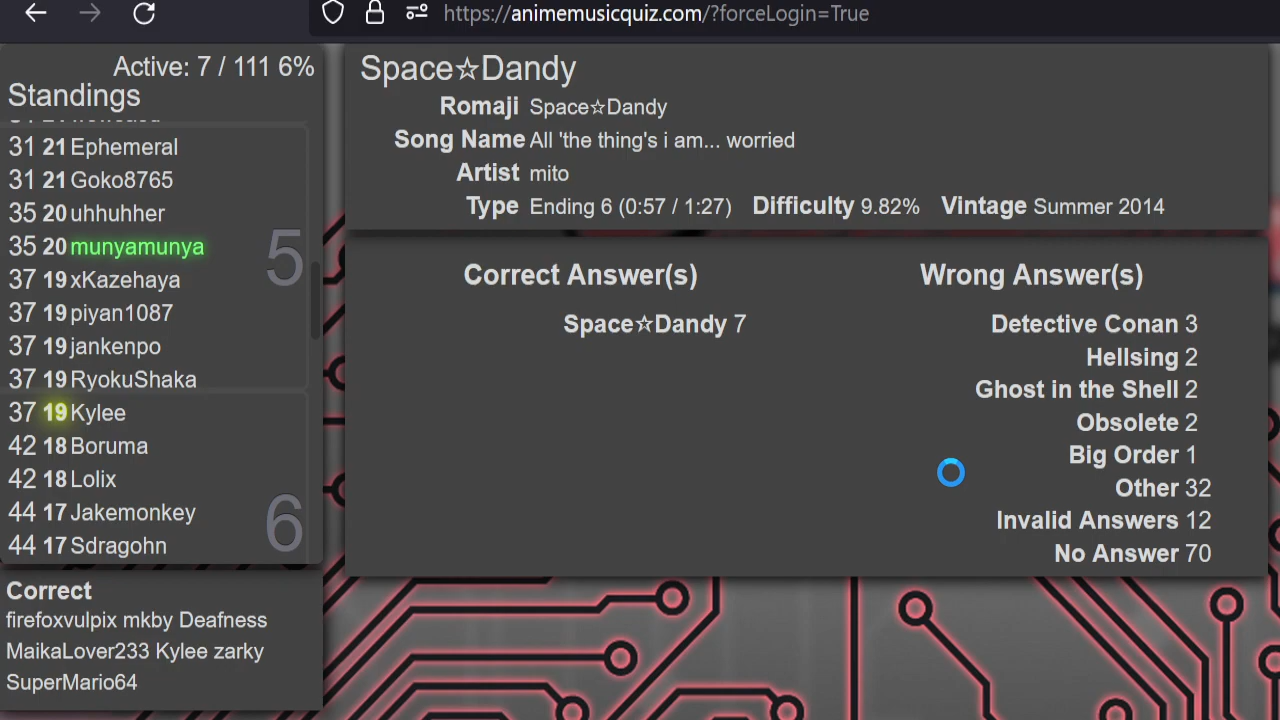 https://animemusicquiz.com/?forceLogin=True
Active: 7 / 111 6%
Standings
31 21 Ephemeral
31 21 Goko8765
35 20 uhhuhher
35 20 munyamunya
5
37 19 xKazehaya
37 19 piyan1087
37 19 jankenpo
37 19 RyokuShaka
37 19 Kylee
42 18 Boruma
42 18 Lolix
44 17 Jakemonkey
6
44 17 Sdragohn
Correct
firefoxvulpix mkby Deafness
MaikaLover233 Kylee zarky
SuperMario64
Space☆Dandy
Romaji Space☆Dandy
Song Name All 'the thing's i am... worried
Artist mito
Type Ending 6 (0:57 / 1:27) Difficulty 9.82% Vintage Summer 2014
Correct Answer(s)
Space☆Dandy 7
Wrong Answer(s)
Detective Conan 3
Hellsing 2
Ghost in the Shell 2
Obsolete 2
Big Order 1
Other 32
Invalid Answers 12
No Answer 70